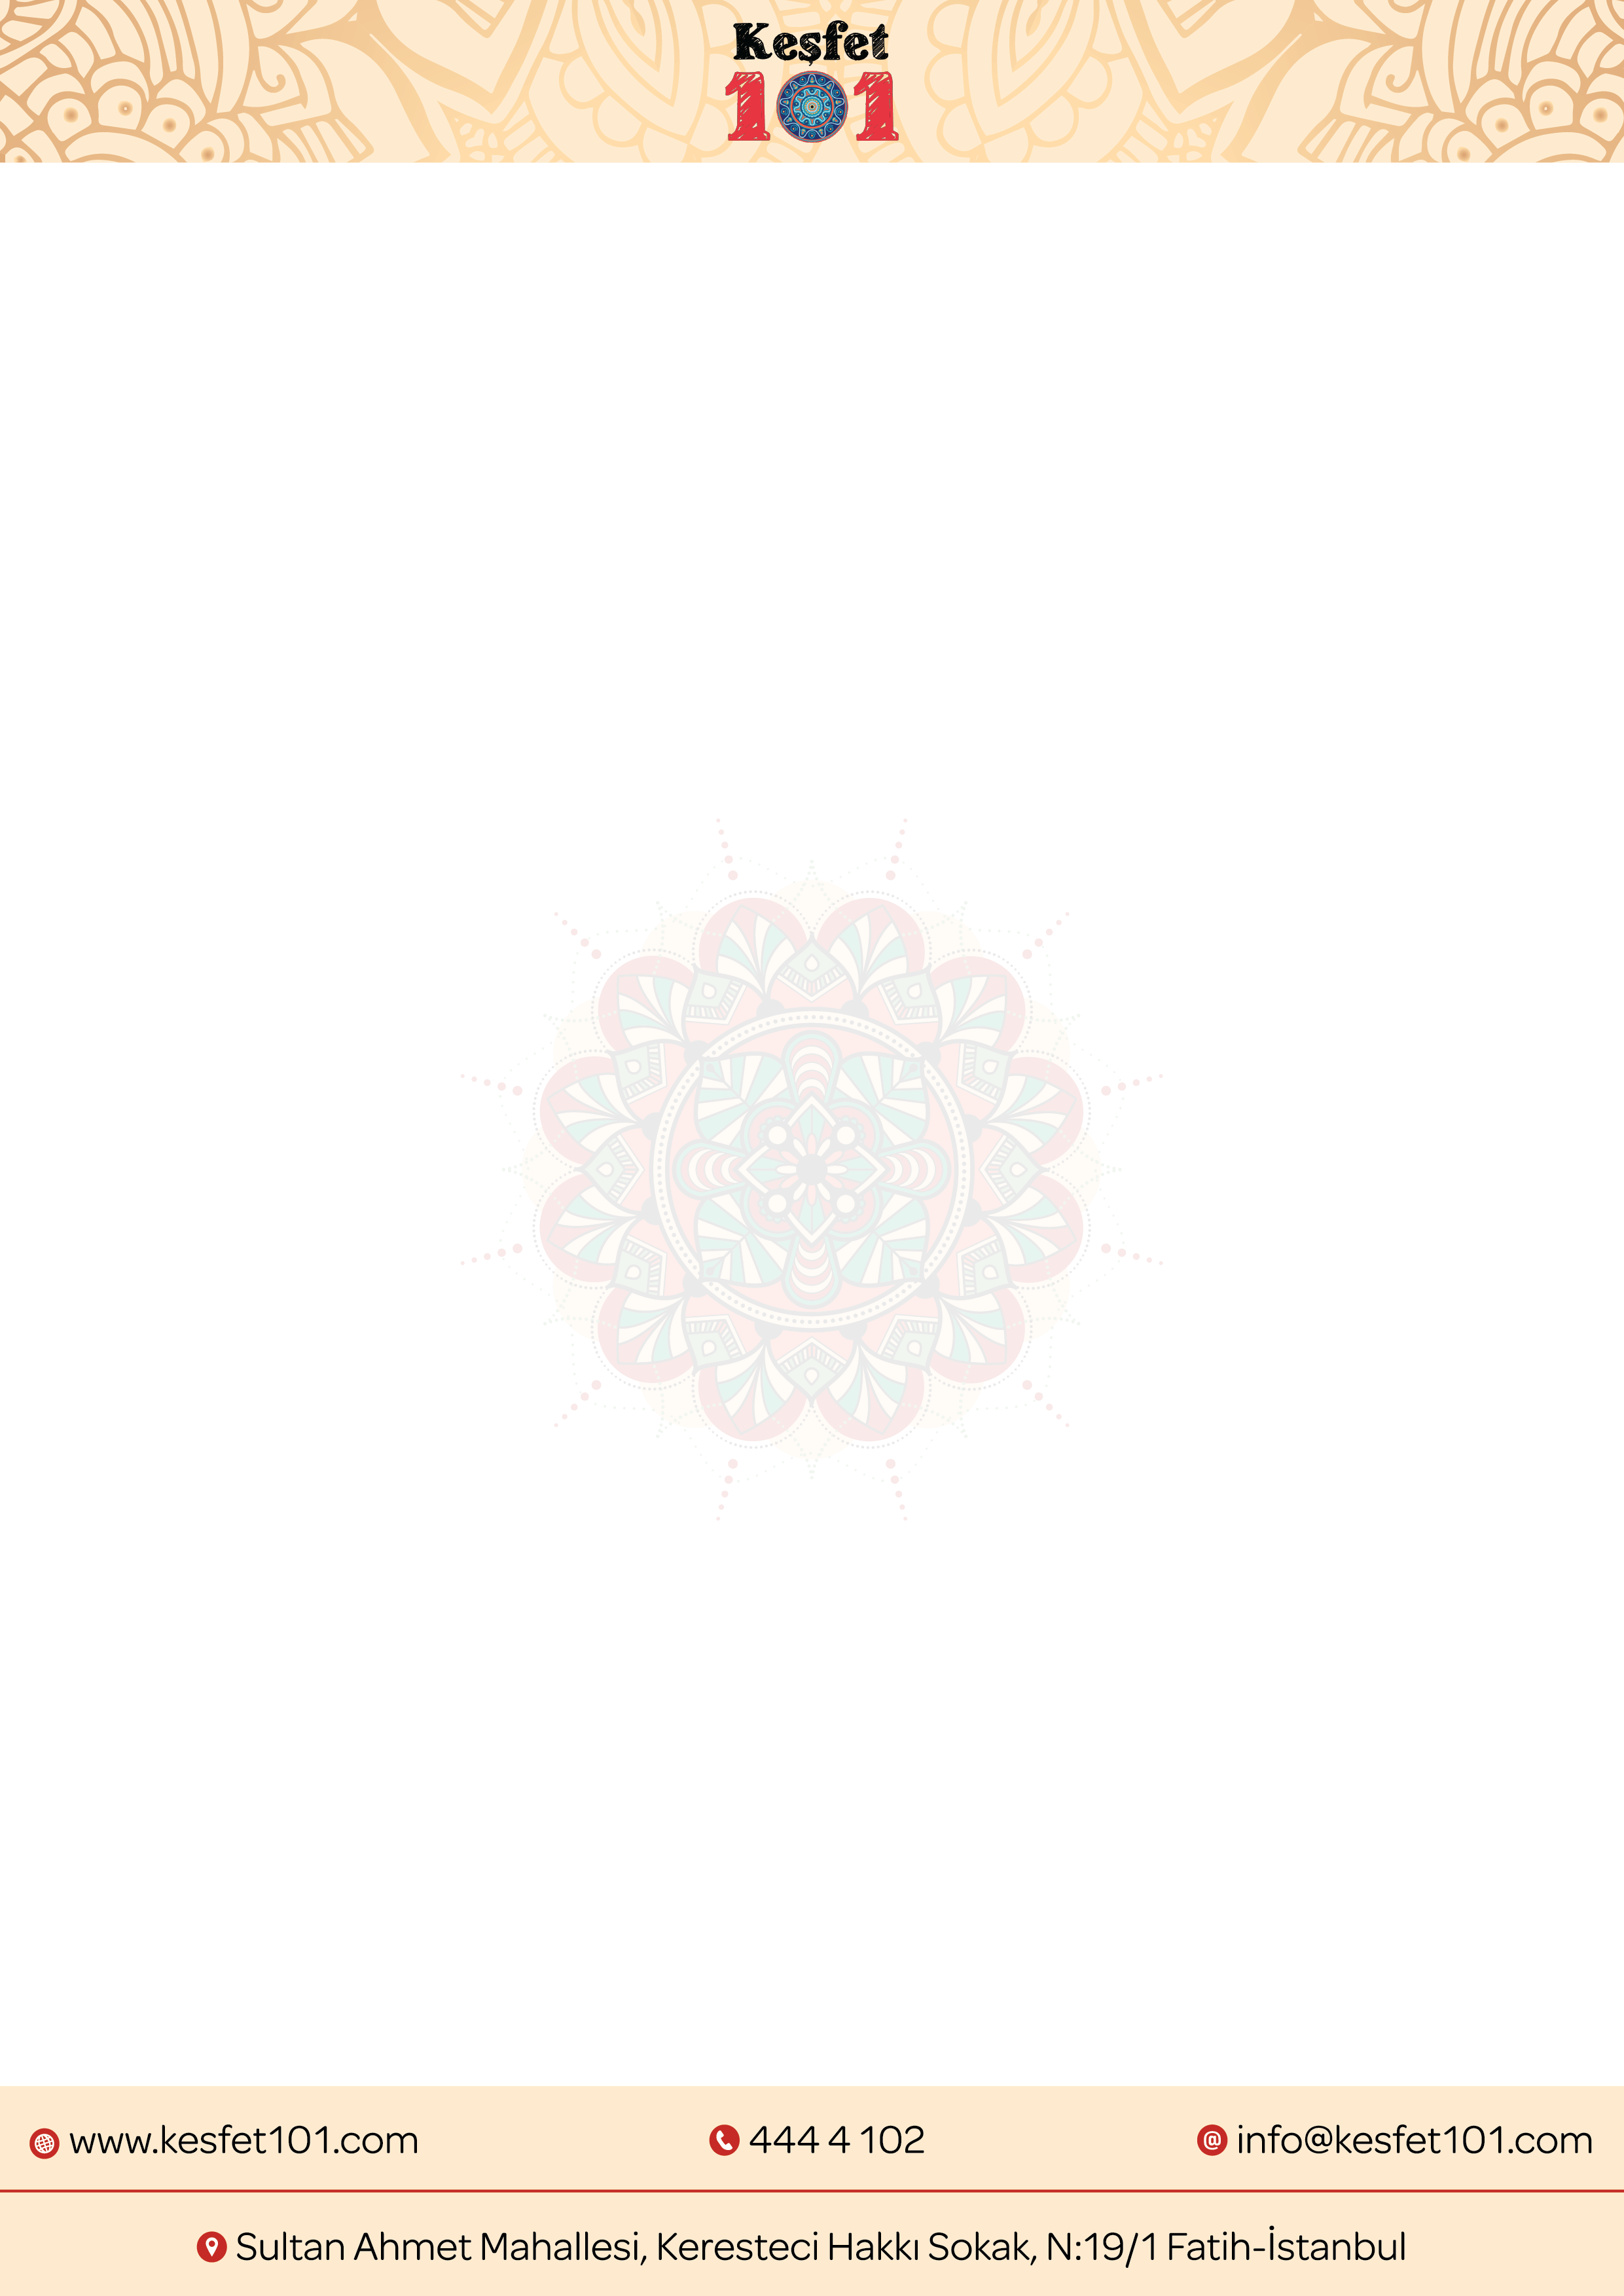 Keşfet
101
www.kesfet101.com
444 4 102
info@kesfet101.com
Sultan Ahmet Mahallesi, Keresteci Hakkı Sokak, N:19/1 Fatih-İstanbul